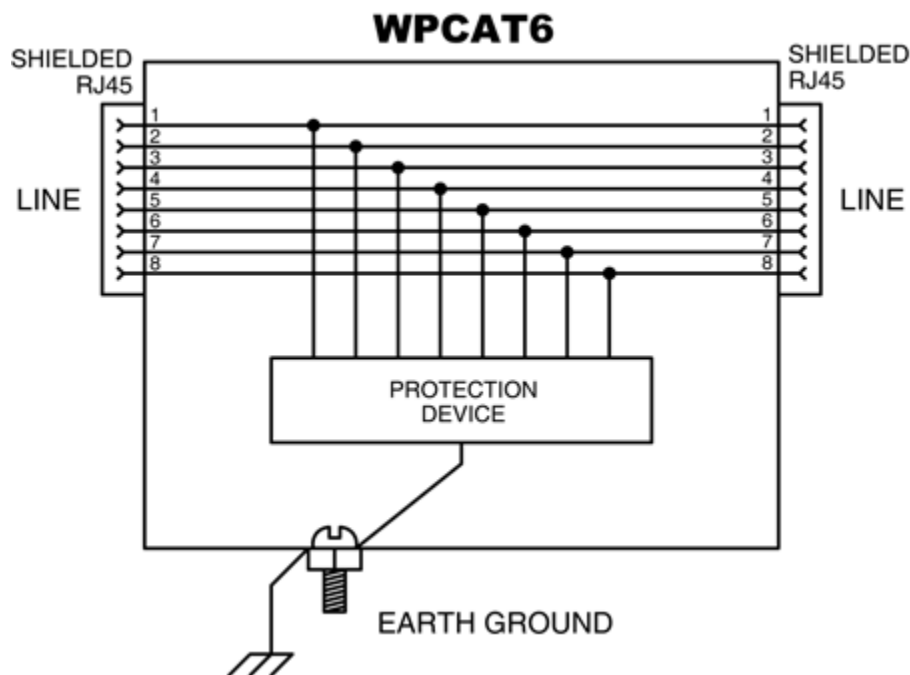 WPCAT6
SHIELDED
RJ45
SHIELDED
RJ45
1
2
3
4
5
6
7
8
1
2
3
4
5
6
7
8
LINE
LINE
PROTECTION
DEVICE
EARTH GROUND